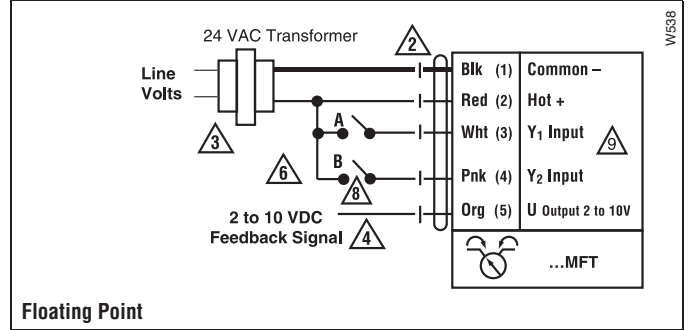 W538
24 VAC Transformer
2
Line
Volts
3
Blk (1) Common –
Red (2) Hot +
A
Wht (3) Y1 Input
9
6
B
8
Pnk (4) Y2 Input
Org (5) U Output 2 to 10V
2 to 10 VDC
Feedback Signal
4
...MFT
Floating Point